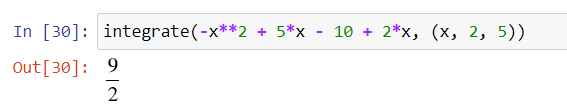 In [30]: integrate(-x**2 + 5*x - 10 + 2*x, (x, 2, 5))
Out[30]: 9
2